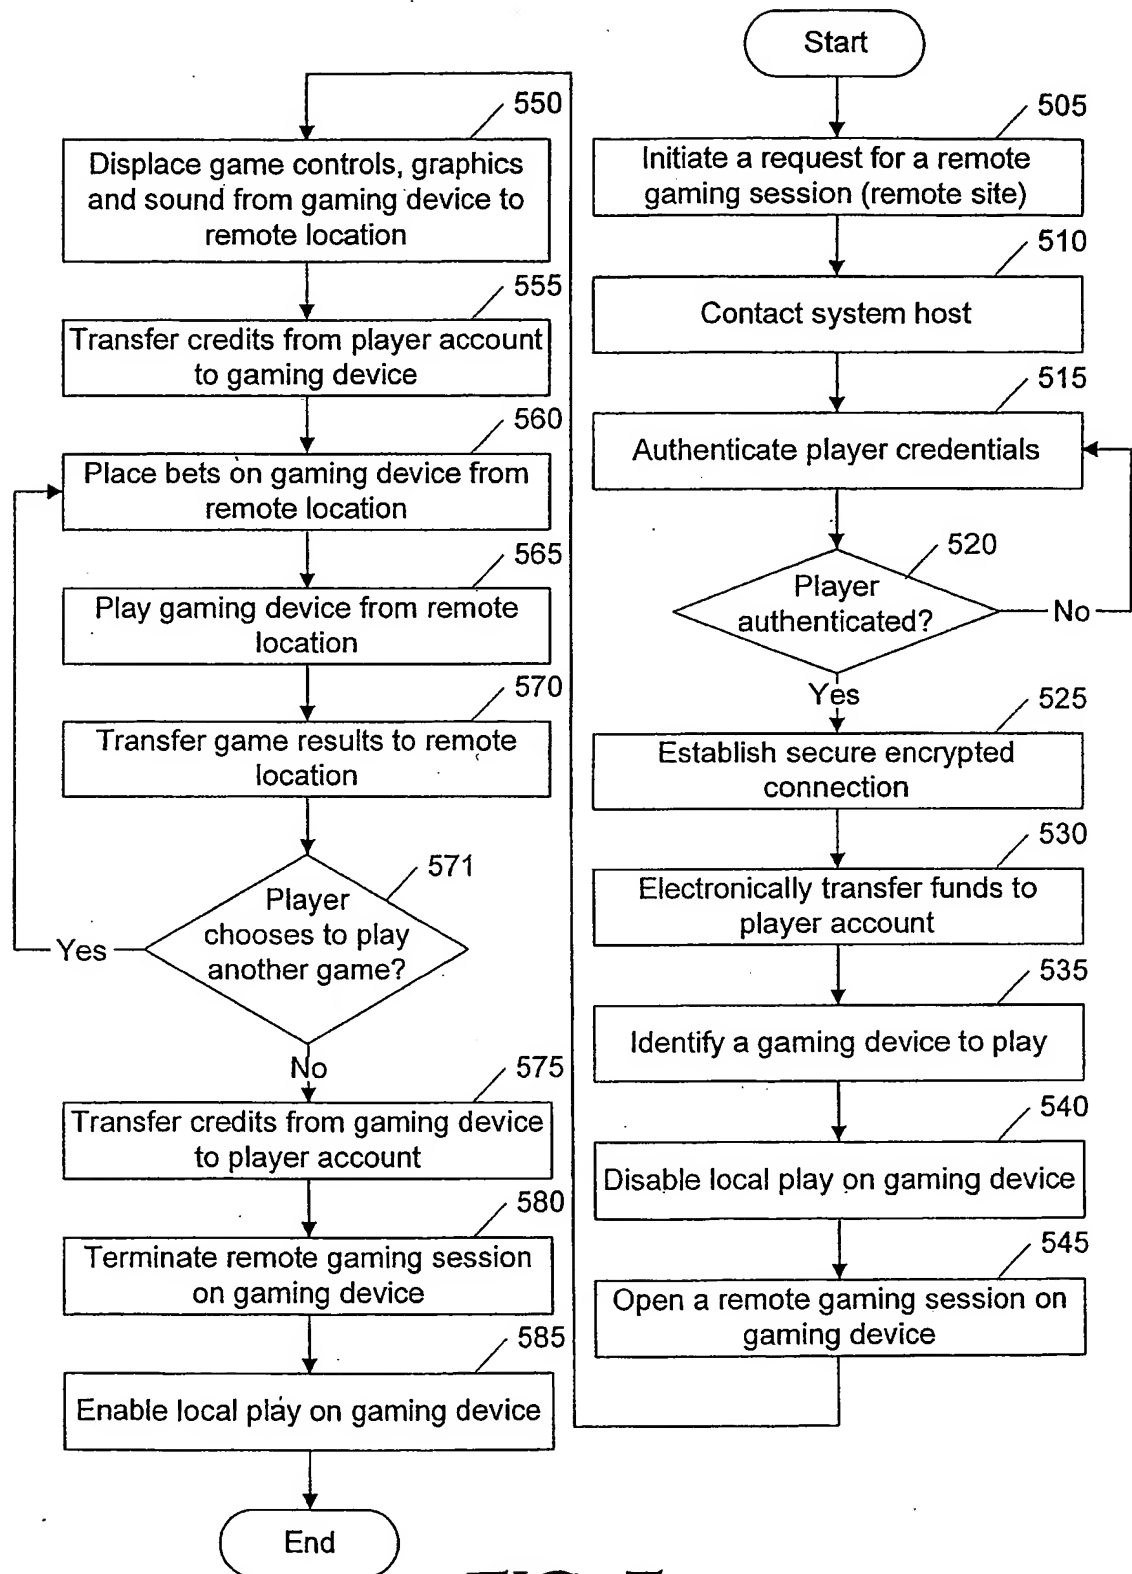 Start
505
Initiate a request for a remote
gaming session (remote site)
510
Contact system host
515
Authenticate player credentials
520
Player
authenticated?
No
Yes
525
Establish secure encrypted
connection
530
Electronically transfer funds to
player account
535
Identify a gaming device to play
540
Disable local play on gaming device
545
Open a remote gaming session on
gaming device
550
Displace game controls, graphics
and sound from gaming device to
remote location
555
Transfer credits from player account
to gaming device
560
Place bets on gaming device from
remote location
565
Play gaming device from remote
location
570
Transfer game results to remote
location
571
Player
chooses to play
another game?
Yes
No
575
Transfer credits from gaming device
to player account
580
Terminate remote gaming session
on gaming device
585
Enable local play on gaming device
End